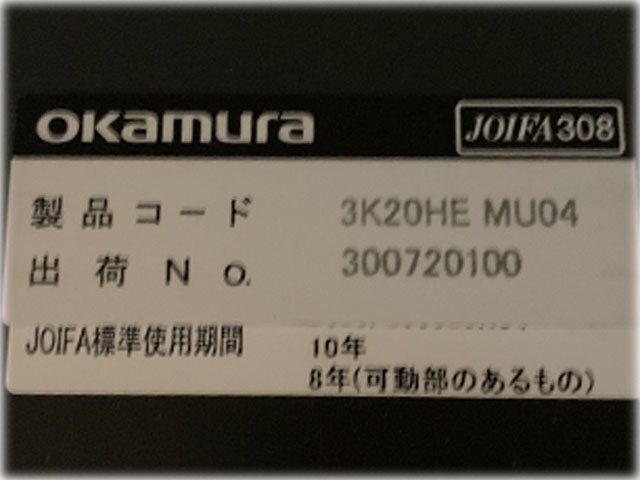 okamura JOIFA308
製品コード 3K20HE MU04
出荷No. 300720100
JOIFA標準使用期間 10年
8年(可動部のあるもの)